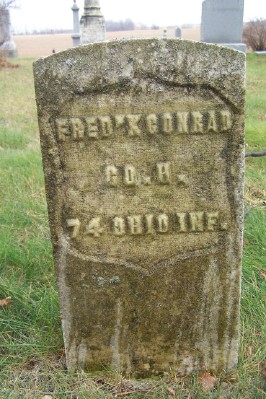 FRED'K CONRAD
CO. H.
74 OHIO INF.